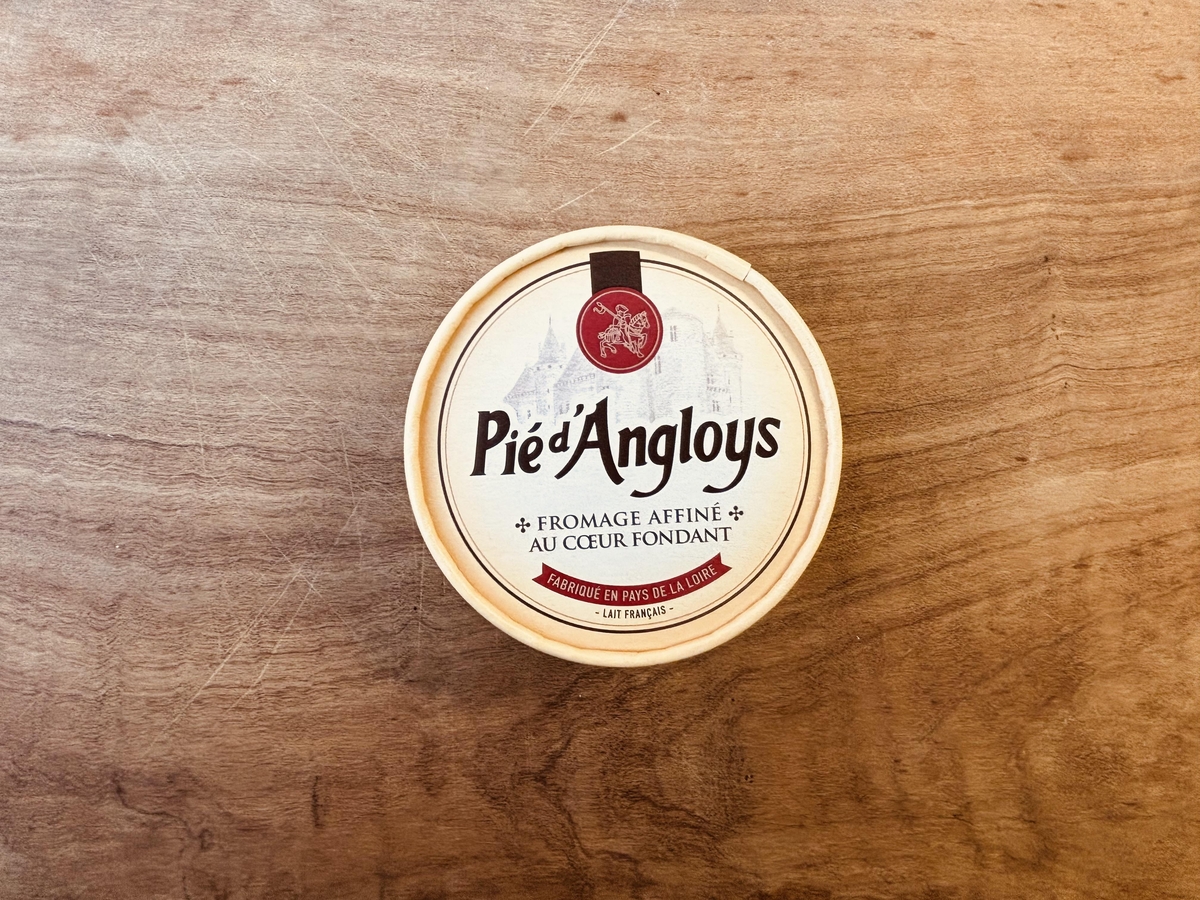 Pié d'Angloys
FROMAGE AFFINÉ
AU CŒUR FONDANT
FABRIQUÉ EN PAYS DE LA LOIRE
- LAIT FRANÇAIS -